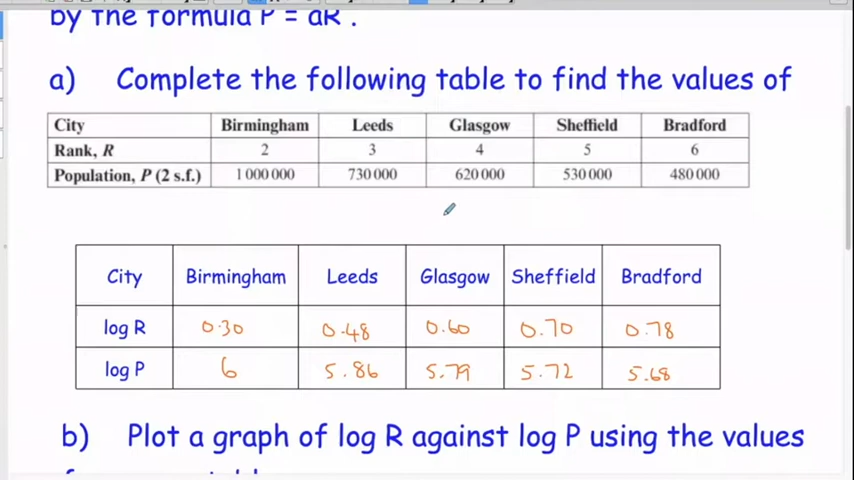 by the formula P = aR .
a) Complete the following table to find the values of
City Birmingham Leeds Glasgow Sheffield Bradford
Rank, R 2 3 4 5 6
Population, P (2 s.f.) 1 000 000 730 000 620 000 530 000 480 000
City Birmingham Leeds Glasgow Sheffield Bradford
log R 0.30 0.48 0.60 0.70 0.78
log P 6 5.86 5.79 5.72 5.68
b) Plot a graph of log R against log P using the values